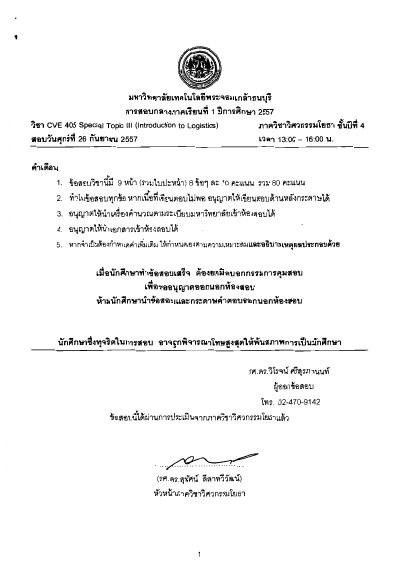 มหาวิทยาลัยเทคโนโลยีพระจอมเกล้าธนบุรี
การสอบกลางภาคเรียนที่ 1 ปีการศึกษา 2557
วิชา CVE 405 Special Topic III (Introduction to Logistics) ภาควิชาวิศวกรรมโยธา ชั้นปีที่ 4
สอบวันศุกร์ที่ 26 กันยายน 2557 เวลา 13:00 – 16:00 น.
คำเตือน
1. ข้อสอบวิชานี้มี 9 หน้า (รวมใบปะหน้า) 8 ข้อๆ ละ 10 คะแนน รวม 80 คะแนน
2. ทำในข้อสอบทุกข้อ หากเนื้อที่เขียนตอบไม่พอ อนุญาตให้เขียนตอบด้านหลังกระดาษได้
3. อนุญาตให้นำเครื่องคำนวณตามระเบียบมหาวิทยาลัยเข้าห้องสอบได้
4. อนุญาตให้นำเอกสารเข้าห้องสอบได้
5. หากจำเป็นต้องกำหนดค่าเพิ่มเติม ให้กำหนดเองตามความเหมาะสมและอธิบายเหตุผลประกอบด้วย
เมื่อนักศึกษาทำข้อสอบเสร็จ ต้องยกมือบอกกรรมการคุมสอบ
เพื่อขออนุญาตออกนอกห้องสอบ
ห้ามนักศึกษานำข้อสอบและกระดาษคำตอบออกนอกห้องสอบ
นักศึกษาซึ่งทุจริตในการสอบ อาจถูกพิจารณาโทษสูงสุดให้พ้นสภาพการเป็นนักศึกษา
รศ.ดร.วิโรจน์ ศรีสุรภานนท์
ผู้ออกข้อสอบ
โทร. 02-470-9142
ข้อสอบนี้ได้ผ่านการประเมินจากภาควิชาวิศวกรรมโยธาแล้ว
(รศ.ดร.สุขัศน์ ลีลาทวีวัฒน์)
หัวหน้าภาควิชาวิศวกรรมโยธา
1